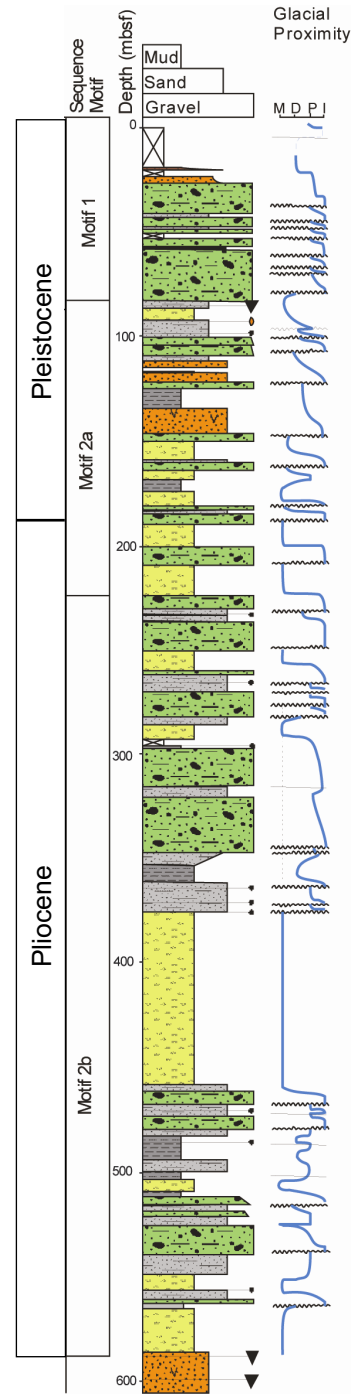 Glacial
Proximity
M D P I
Sequence
Motif
Depth (mbsf)
Mud
Sand
Gravel
0
100
200
300
400
500
600
Pleistocene
Pliocene
Motif 1
Motif 2a
Motif 2b